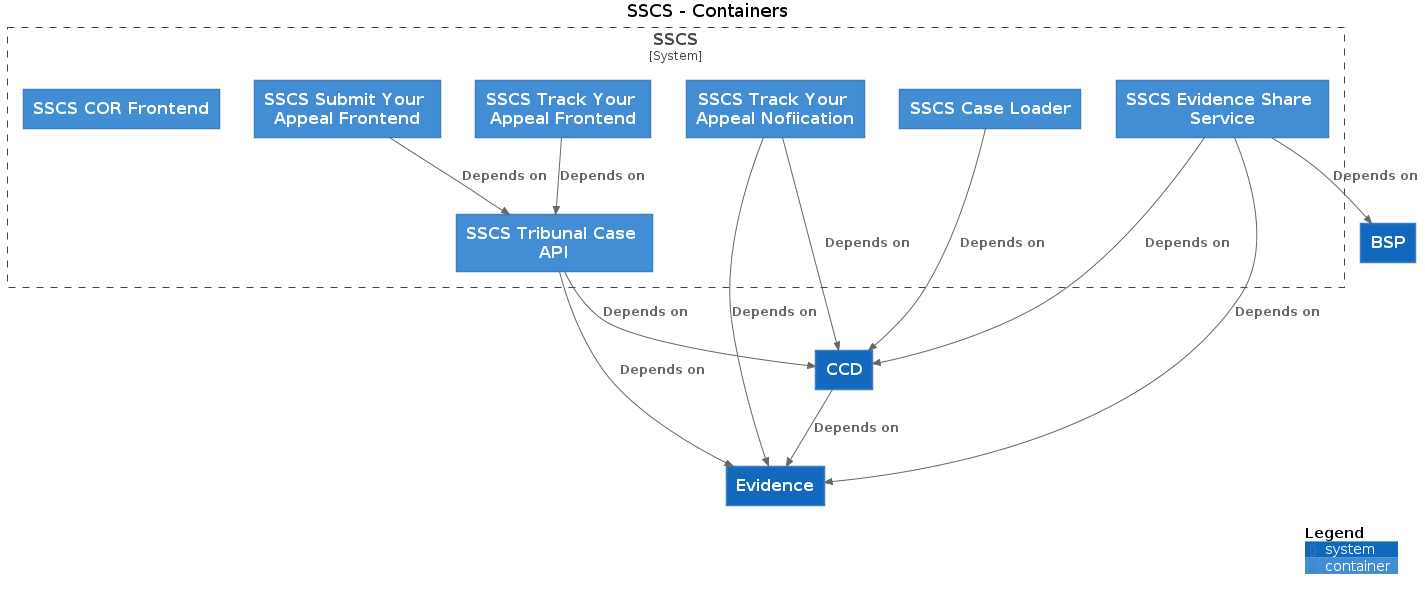 SSCS - Containers
SSCS
[System]
SSCS COR Frontend
SSCS Submit Your
Appeal Frontend
SSCS Track Your
Appeal Frontend
SSCS Track Your
Appeal Nofiication
SSCS Case Loader
SSCS Evidence Share
Service
Depends on
Depends on
Depends on
SSCS Tribunal Case
API
Depends on
Depends on
Depends on
BSP
Depends on
Depends on
Depends on
CCD
Depends on
Depends on
Evidence
Legend
system
container